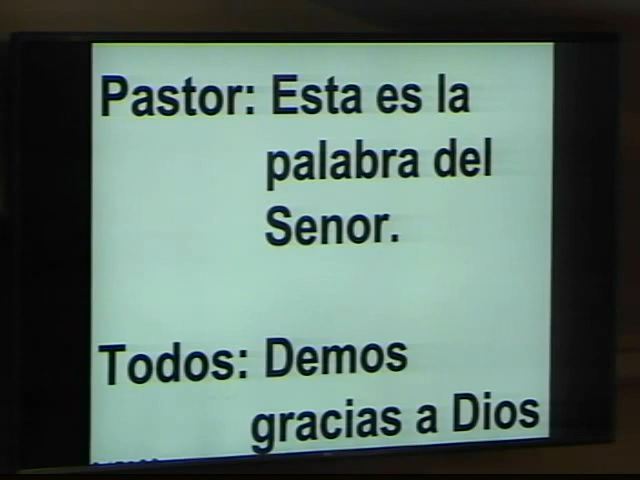 Pastor: Esta es la
palabra del
Senor.
Todos: Demos
gracias a Dios